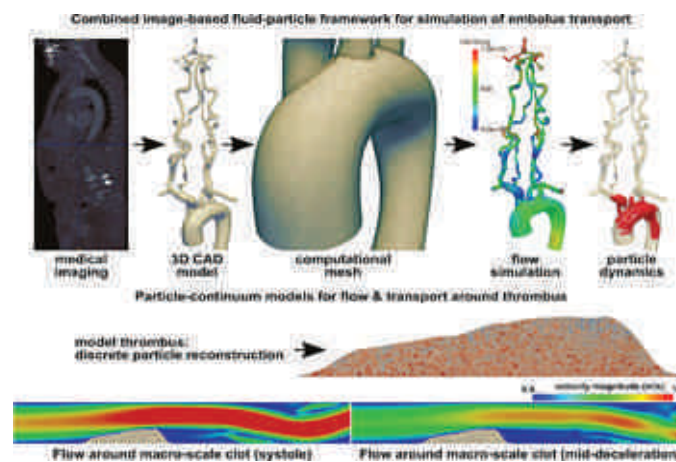 Combined image-based fluid-particle framework for simulation of embolus transport
medical
imaging
3D CAD
model
computational
mesh
flow
simulation
particle
dynamics
Particle-continuum models for flow & transport around thrombus
model thrombus:
discrete particle reconstruction
velocity magnitude
Flow around macro-scale clot (systole)
Flow around macro-scale clot (mid-deceleration)